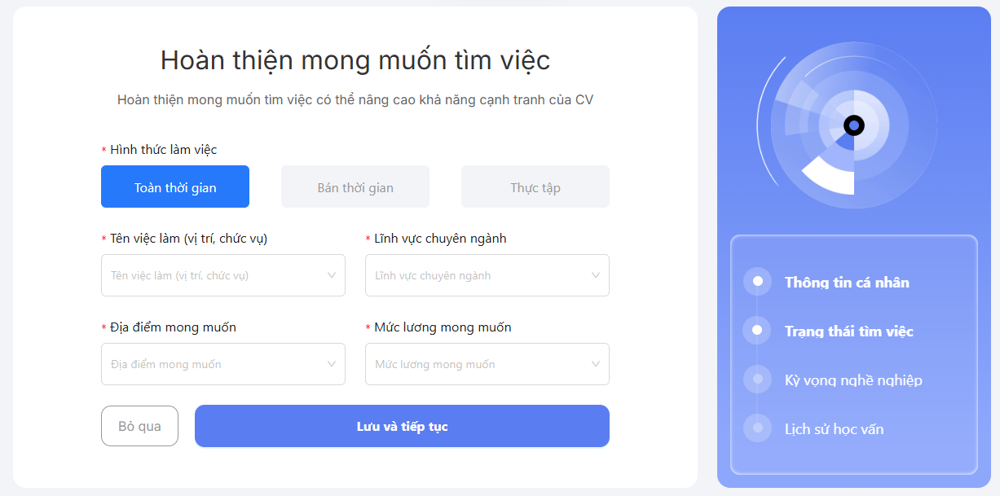 Hoàn thiện mong muốn tìm việc
Hoàn thiện mong muốn tìm việc có thể nâng cao khả năng cạnh tranh của CV
* Hình thức làm việc
Toàn thời gian
Bán thời gian
Thực tập
* Tên việc làm (vị trí, chức vụ)
* Lĩnh vực chuyên ngành
Tên việc làm (vị trí, chức vụ)
Lĩnh vực chuyên ngành
* Địa điểm mong muốn
* Mức lương mong muốn
Địa điểm mong muốn
Mức lương mong muốn
Bỏ qua
Lưu và tiếp tục
Thông tin cá nhân
Trạng thái tìm việc
Kỳ vọng nghề nghiệp
Lịch sử học vấn